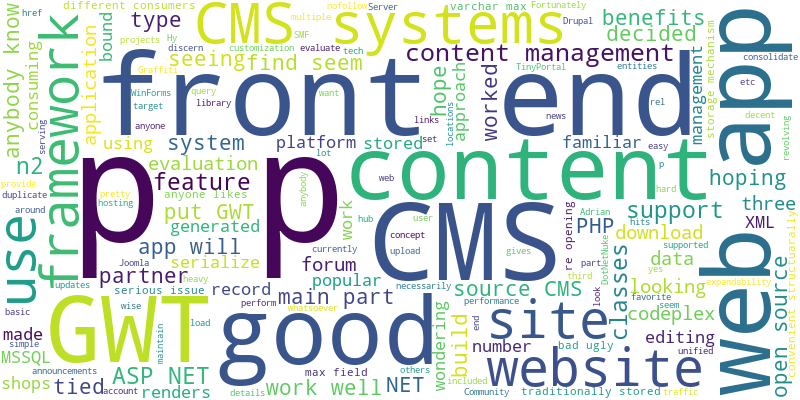 different consumers
multiple
nofollow
Server
varchar max
Fortunately
href
Hy
CMS systems
Drupal
benefits
consolidate
type
projects
SMF
evaluate
tech
decided
bound
customization
content management
seeing
find seem
discern
TinyPortal
entities
anybody know
consuming
framework
application
Graffiti
want
hope
approach
worked
management
storage mechanism
front end
WinForms
query
library
rel
etc
target
anyone
links
set
locations
news
easy
web app
serving
using
platform
stored
familiar
decent
revolving
n2
system
evaluation
lot
p
hoping
provide
pretty
feature
anyone likes
p p
anybody
web
content
hard
duplicate
hosting
three
around
put GWT
work
hub
user
support
use
generated
concept
gives
CMS
Adrian
hits
XML
app will
forum
currently
upload
re opening
PHP
download
supported
Joomla
DotNetNuke
yes
partner
serialize
popular
necessarily
third
part
classes
data
expandability
updates
heavy
source CMS
look
looking
favorite
convenient structuarally
basic
serious issue
record
main part
performance
site
codeplex
seem
open source
made
wise
perform
whatsoever
wondering
build
number
editing
unified
simple
GWT
good
load
end
bad ugly
MSSQL
renders
maintain
max field
website
shops
announcements
ASP NET
details
others
included
traditionally stored
tied
account
work well
NET
Community
traffic